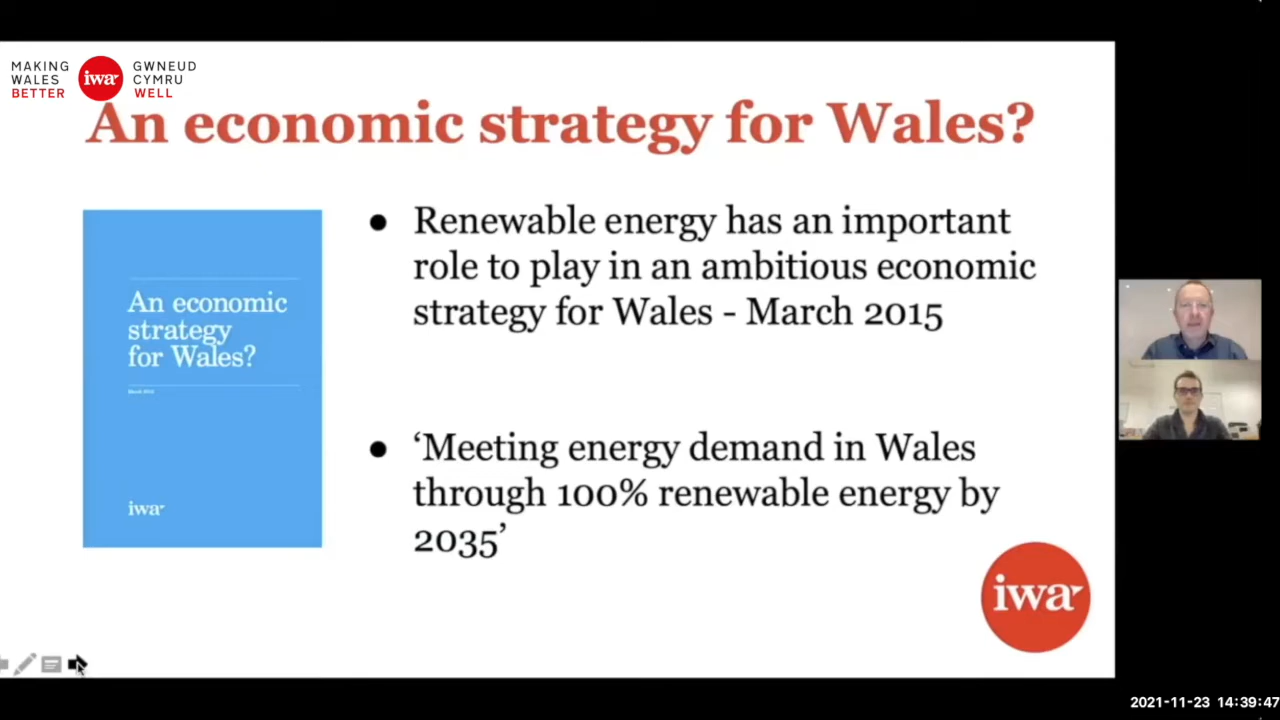 MAKING
WALES
BETTER
iwa
GWNEUD
CYMRU
WELL
An economic strategy for Wales?
An economic
strategy
for Wales?
March 2015
iwa
● Renewable energy has an important
role to play in an ambitious economic
strategy for Wales - March 2015
● ‘Meeting energy demand in Wales
through 100% renewable energy by
2035’
iwa
2021-11-23 14:39:47